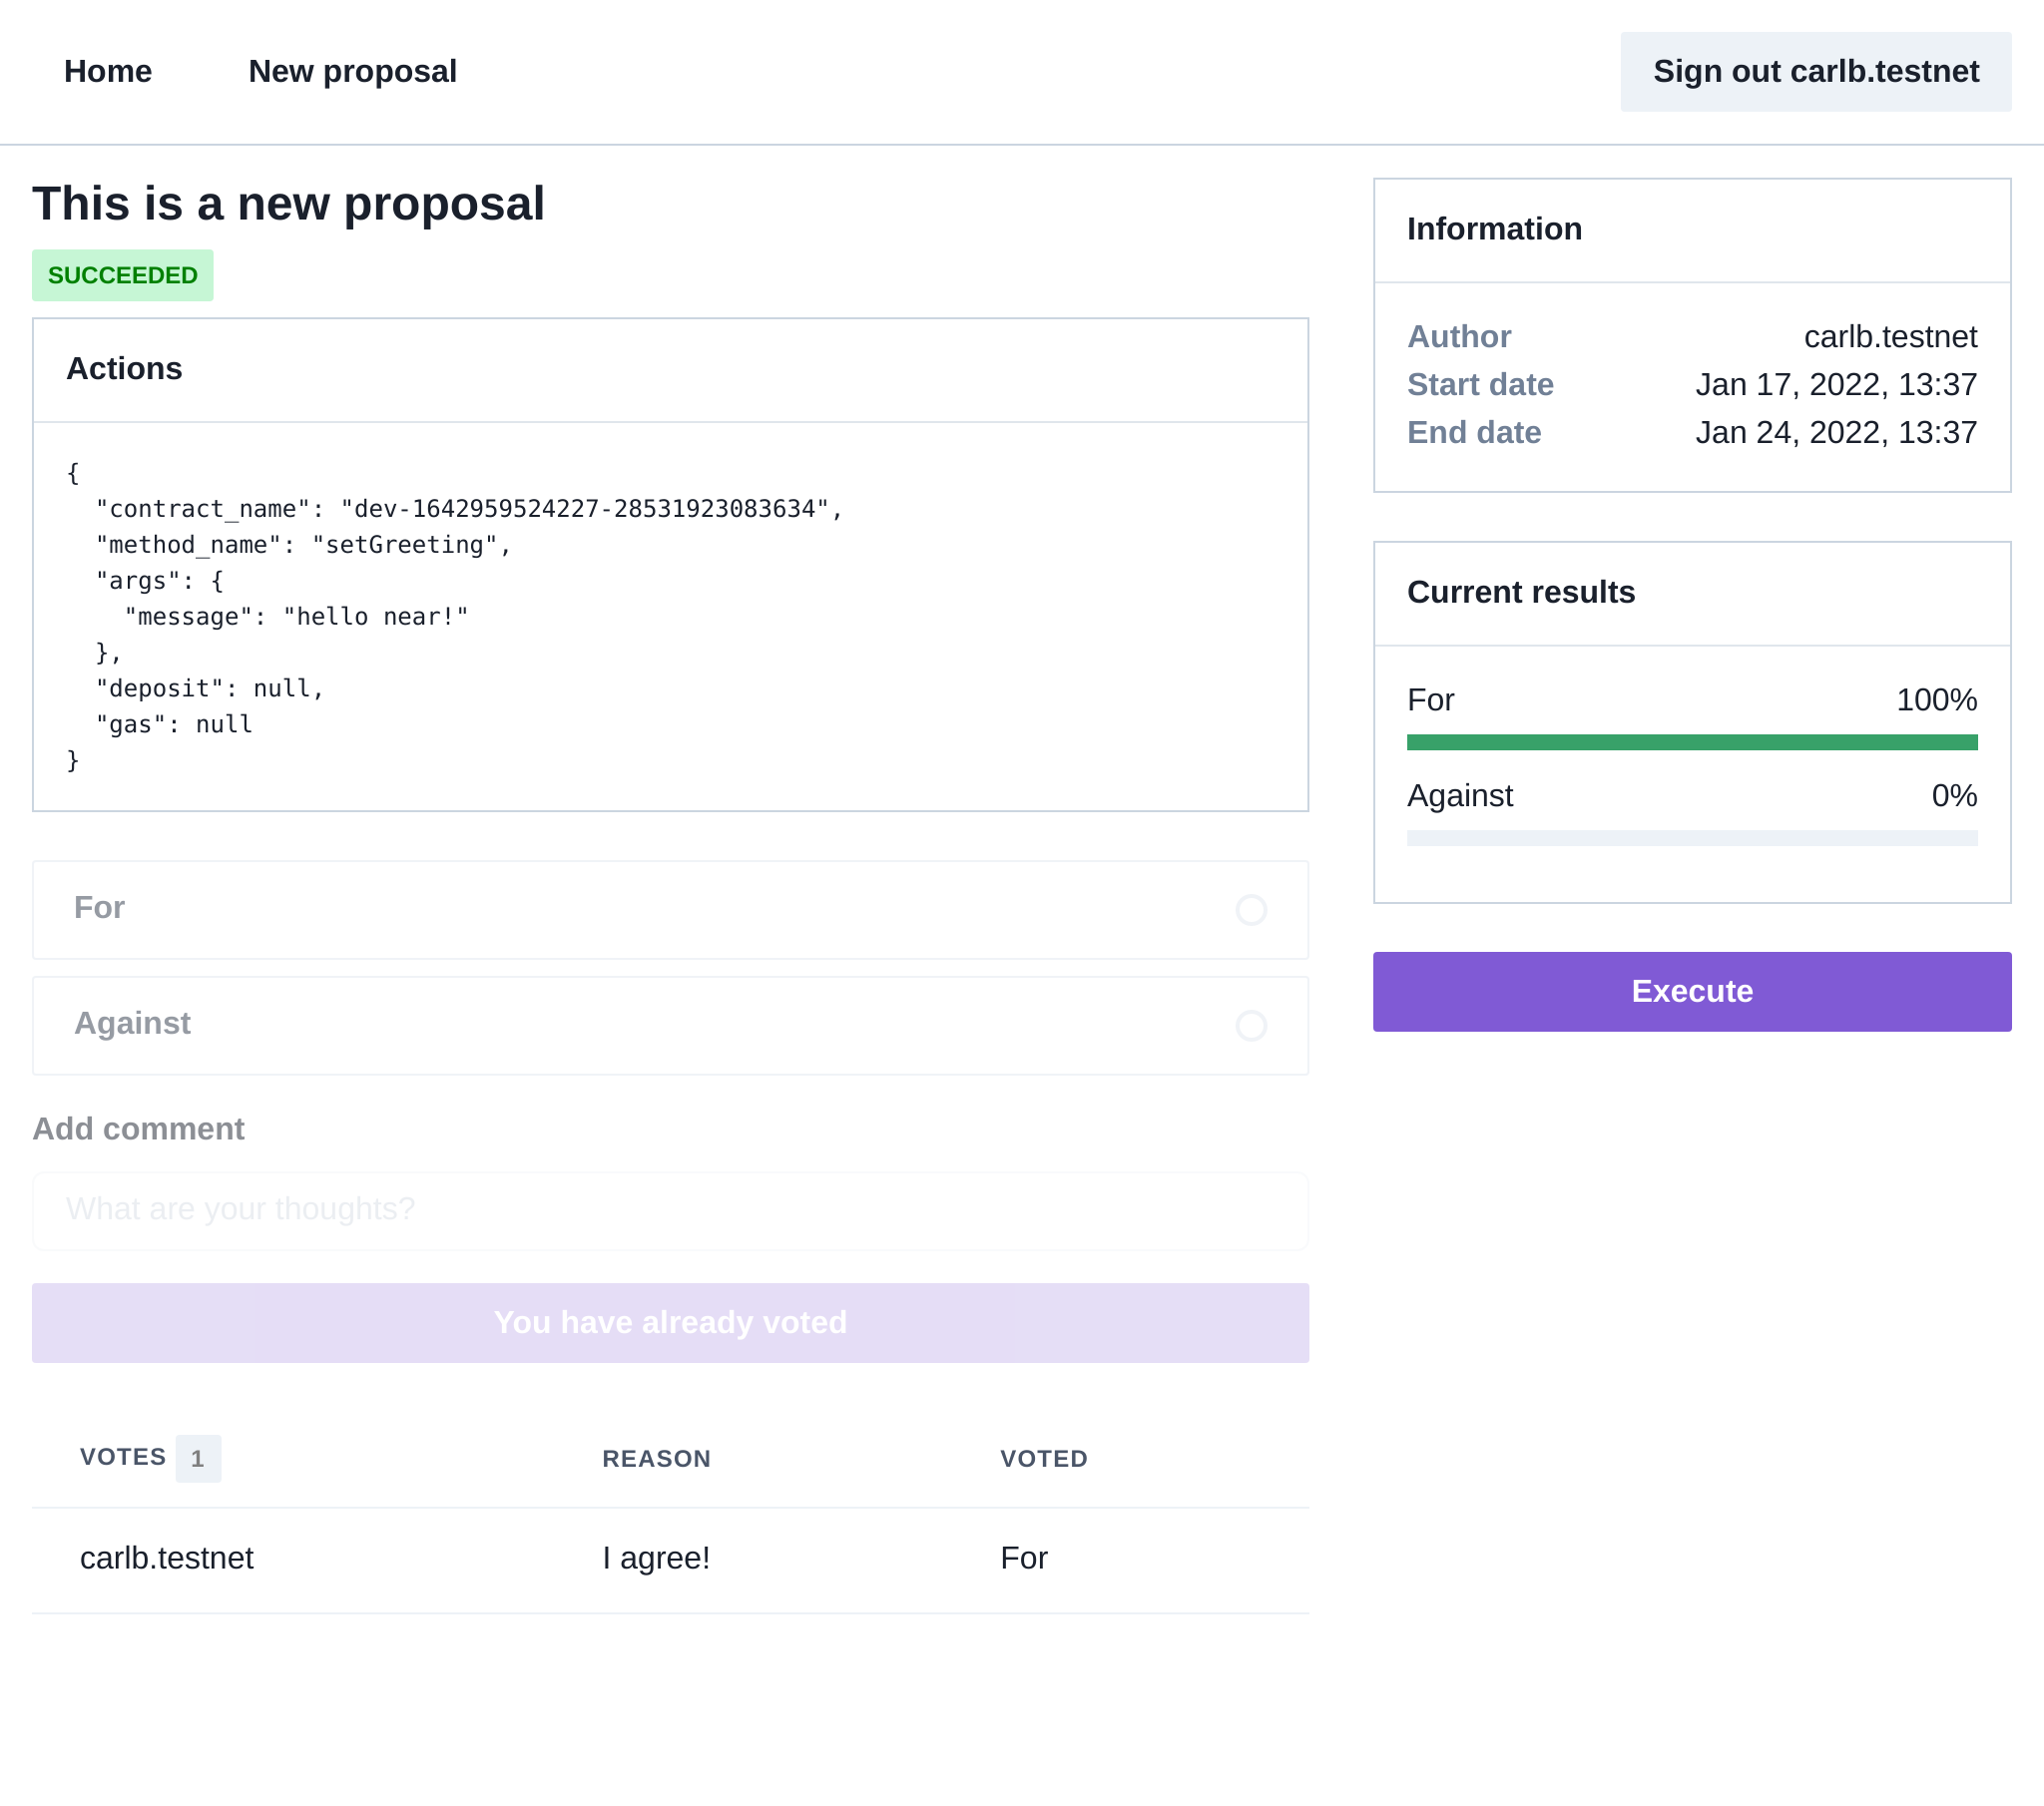 Home New proposal Sign out carlb.testnet
This is a new proposal
SUCCEEDED
Actions
{
  "contract_name": "dev-1642959524227-28531923083634",
  "method_name": "setGreeting",
  "args": {
    "message": "hello near!"
  },
  "deposit": null,
  "gas": null
}
For
Against
Add comment
What are your thoughts?
You have already voted
VOTES 1 REASON VOTED
carlb.testnet I agree! For
Information
Author carlb.testnet
Start date Jan 17, 2022, 13:37
End date Jan 24, 2022, 13:37
Current results
For 100%
Against 0%
Execute